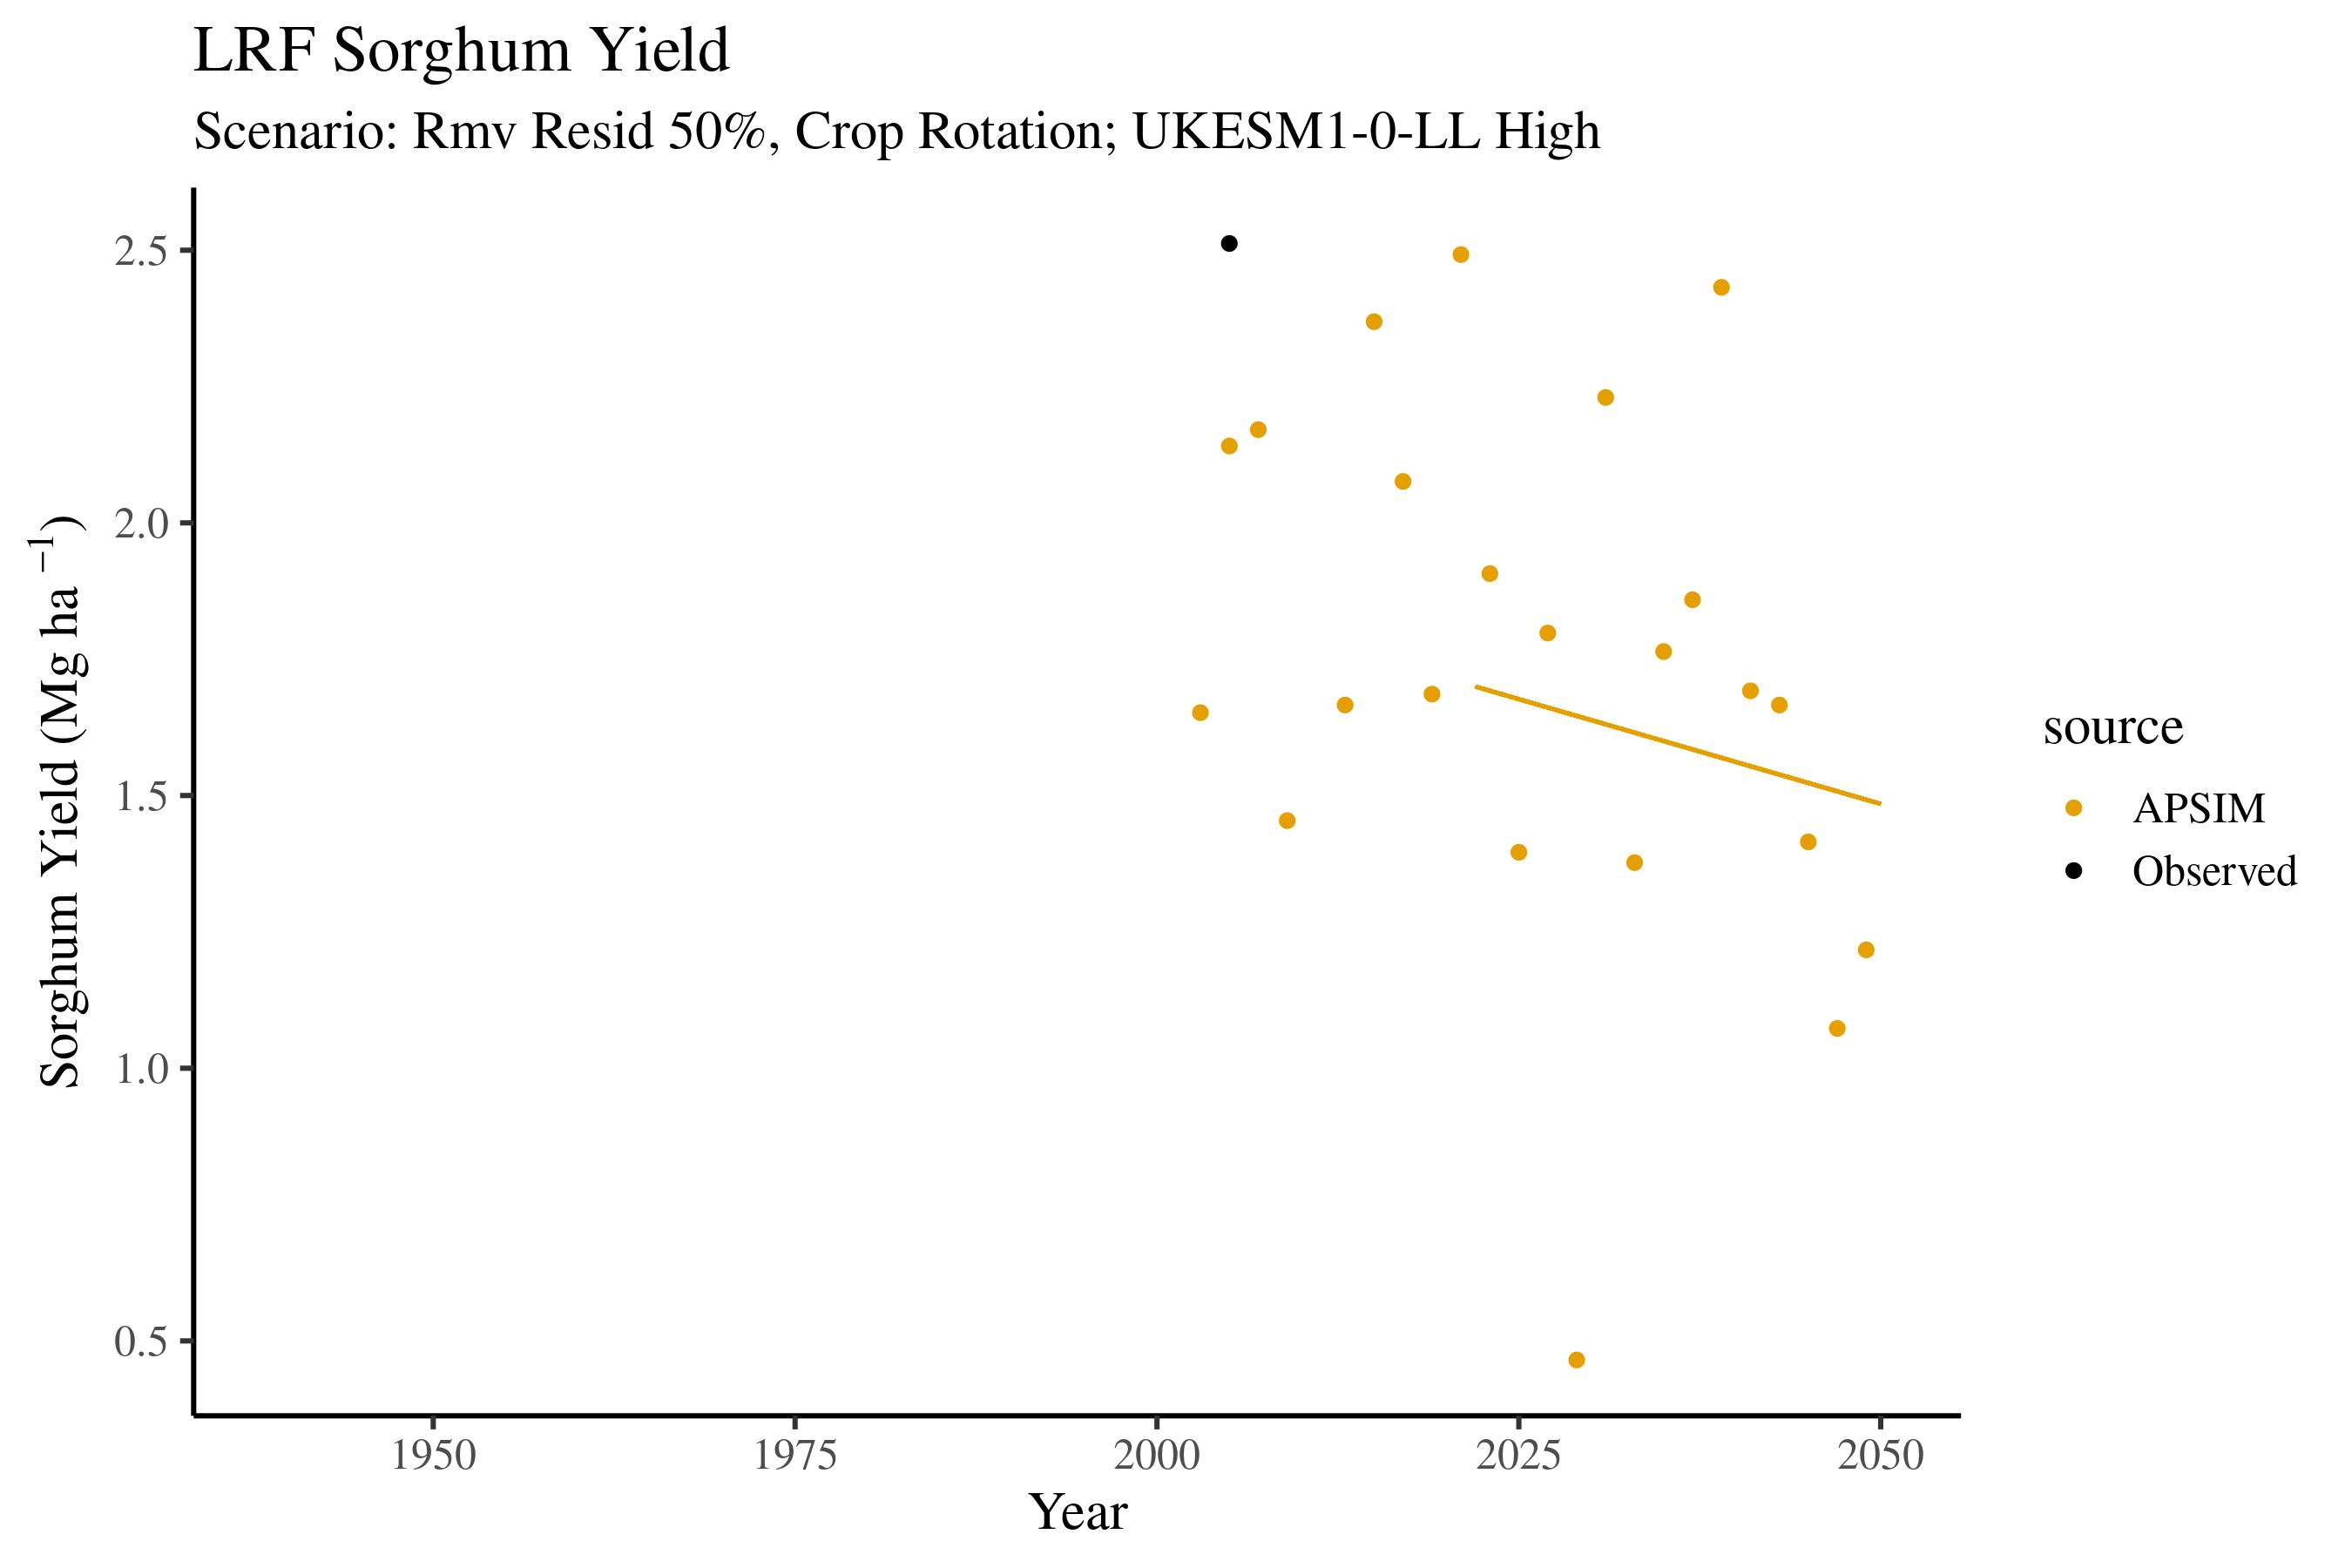 LRF Sorghum Yield
Scenario: Rmv Resid 50%, Crop Rotation; UKESM1-0-LL High
Sorghum Yield (Mg ha −1)
2.5
2.0
1.5
1.0
0.5
1950 1975 2000 2025 2050
Year
source
APSIM
Observed